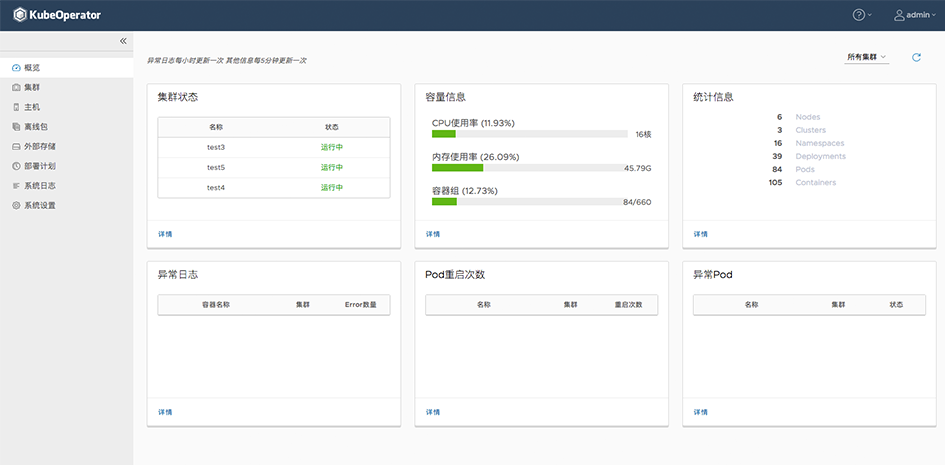 KubeOperator
admin
概览
集群
主机
离线包
外部存储
部署计划
系统日志
系统设置
异常日志每小时更新一次 其他信息每5分钟更新一次
所有集群
集群状态
名称 状态
test3 运行中
test5 运行中
test4 运行中
详情
容量信息
CPU使用率 (11.93%)
16核
内存使用率 (26.09%)
45.79G
容器组 (12.73%)
84/660
详情
统计信息
6 Nodes
3 Clusters
16 Namespaces
39 Deployments
84 Pods
105 Containers
详情
异常日志
容器名称 集群 Error数量
详情
Pod重启次数
名称 集群 重启次数
详情
异常Pod
名称 集群 状态
详情